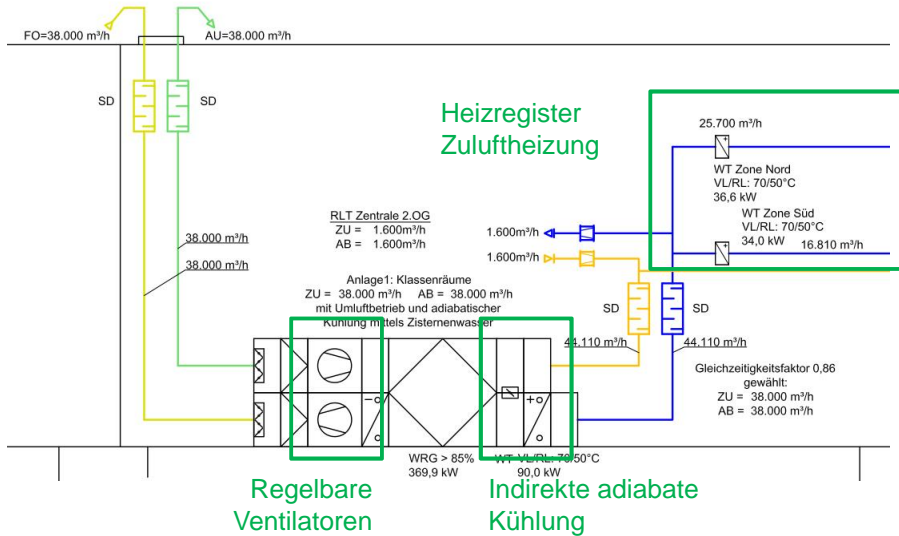 FO=38.000 m³/h
AU=38.000 m³/h
SD
SD
Heizregister
Zuluftheizung
25.700 m³/h
WT Zone Nord
VL/RL: 70/50°C
36,6 kW
WT Zone Süd
VL/RL: 70/50°C
34,0 kW
16.810 m³/h
RLT Zentrale 2.OG
ZU = 1.600m³/h
AB = 1.600m³/h
1.600m³/h
1.600m³/h
38.000 m³/h
38.000 m³/h
Anlage1: Klassenräume
ZU = 38.000 m³/h AB = 38.000 m³/h
mit Umluftbetrieb und adiabatischer
Kühlung mittels Zisternenwasser
SD
SD
44.110 m³/h
44.110 m³/h
Gleichzeitigkeitsfaktor 0,86
gewählt:
ZU = 38.000 m³/h
AB = 38.000 m³/h
WRG > 85%
369,9 kW
WT VL/RL: 70/50°C
90,0 kW
Regelbare
Ventilatoren
Indirekte adiabate
Kühlung